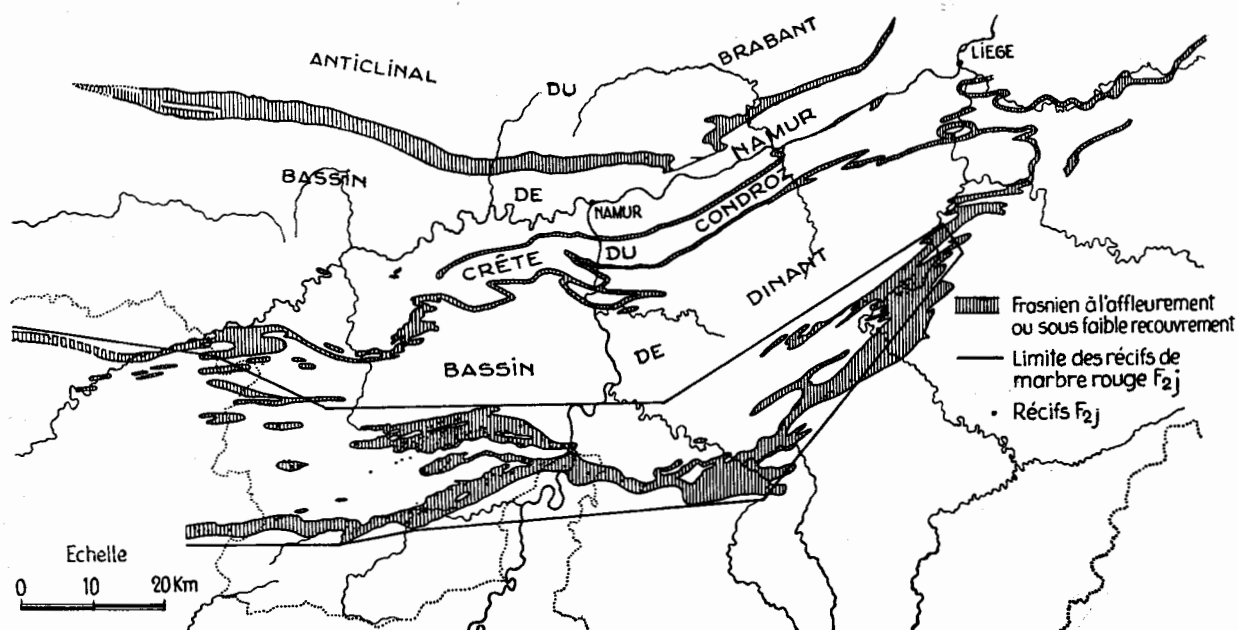 ANTICLINAL DU BRABANT
LIEGE
BASSIN DE NAMUR
NAMUR
CRÊTE DU CONDROZ
BASSIN DE DINANT
Frasnien à l'affleurement
ou sous faible recouvrement
Limite des récifs de
marbre rouge F2j
Récifs F2j
Echelle
0 10 20 Km